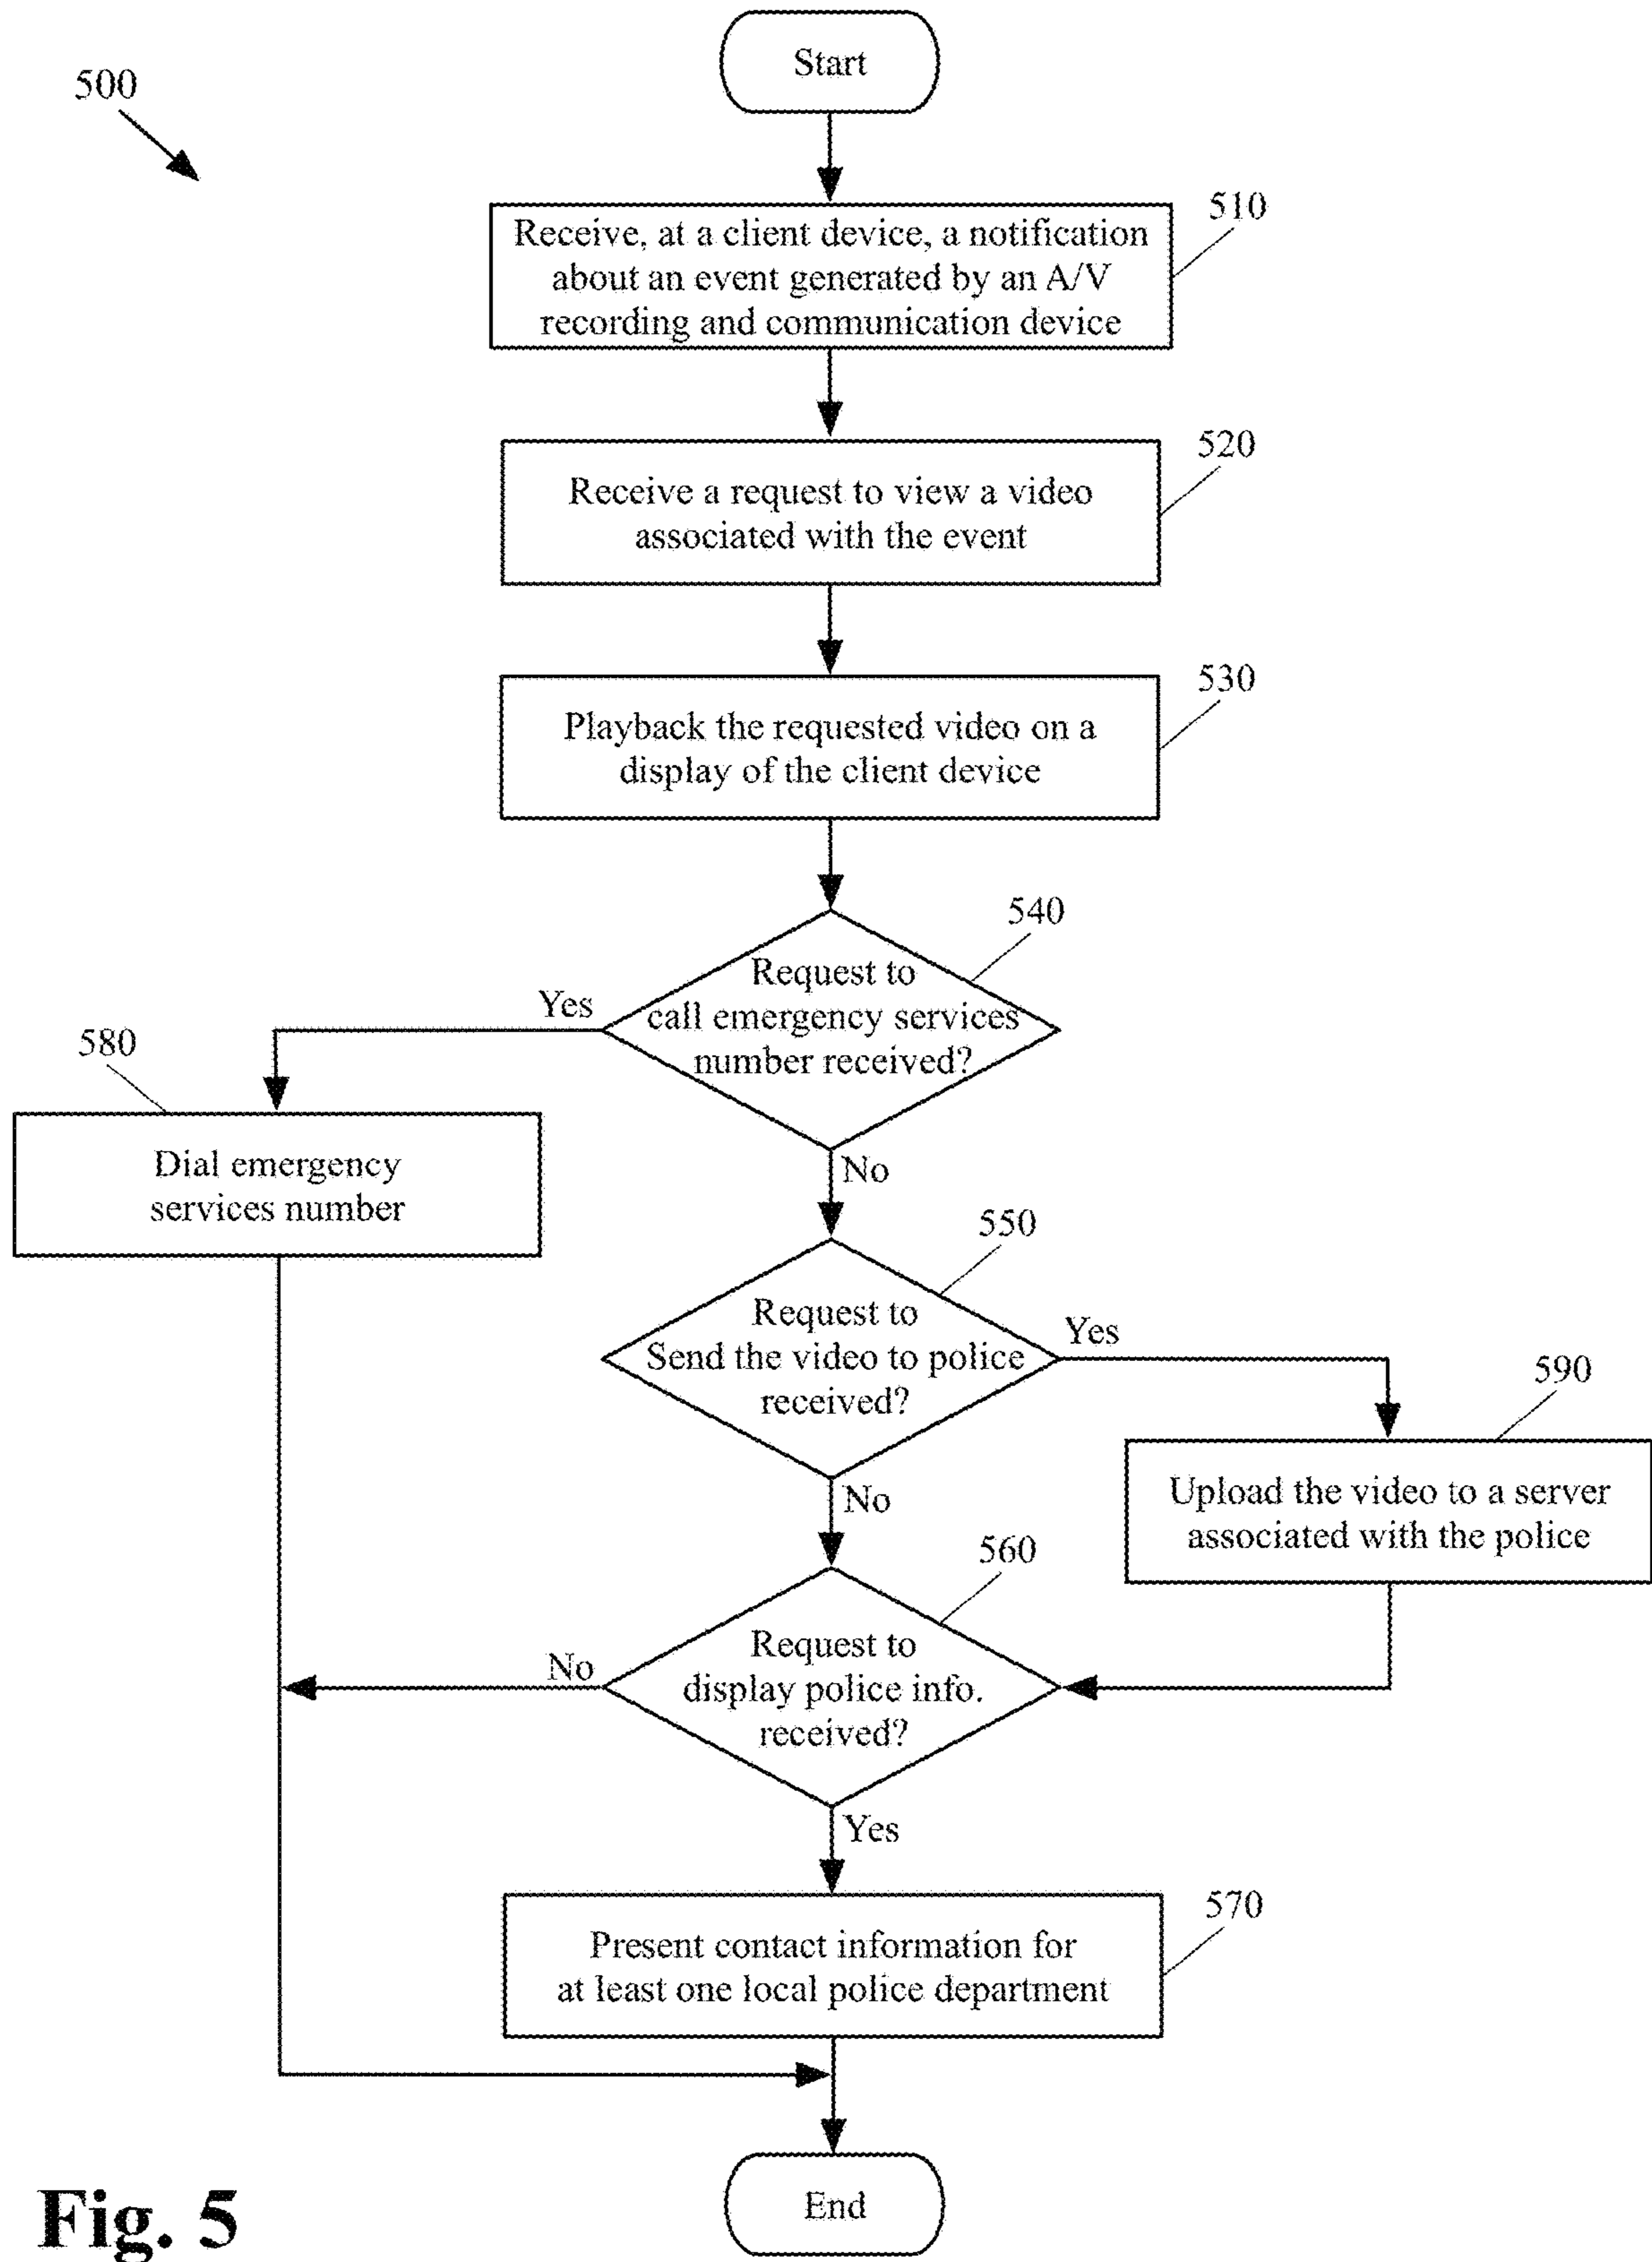 500
Start
510
Receive, at a client device, a notification
about an event generated by an A/V
recording and communication device
520
Receive a request to view a video
associated with the event
530
Playback the requested video on a
display of the client device
540
Request to
call emergency services
number received?
Yes
No
580
Dial emergency
services number
550
Request to
Send the video to police
received?
Yes
No
590
Upload the video to a server
associated with the police
560
Request to
display police info.
received?
No
Yes
570
Present contact information for
at least one local police department
End
Fig. 5